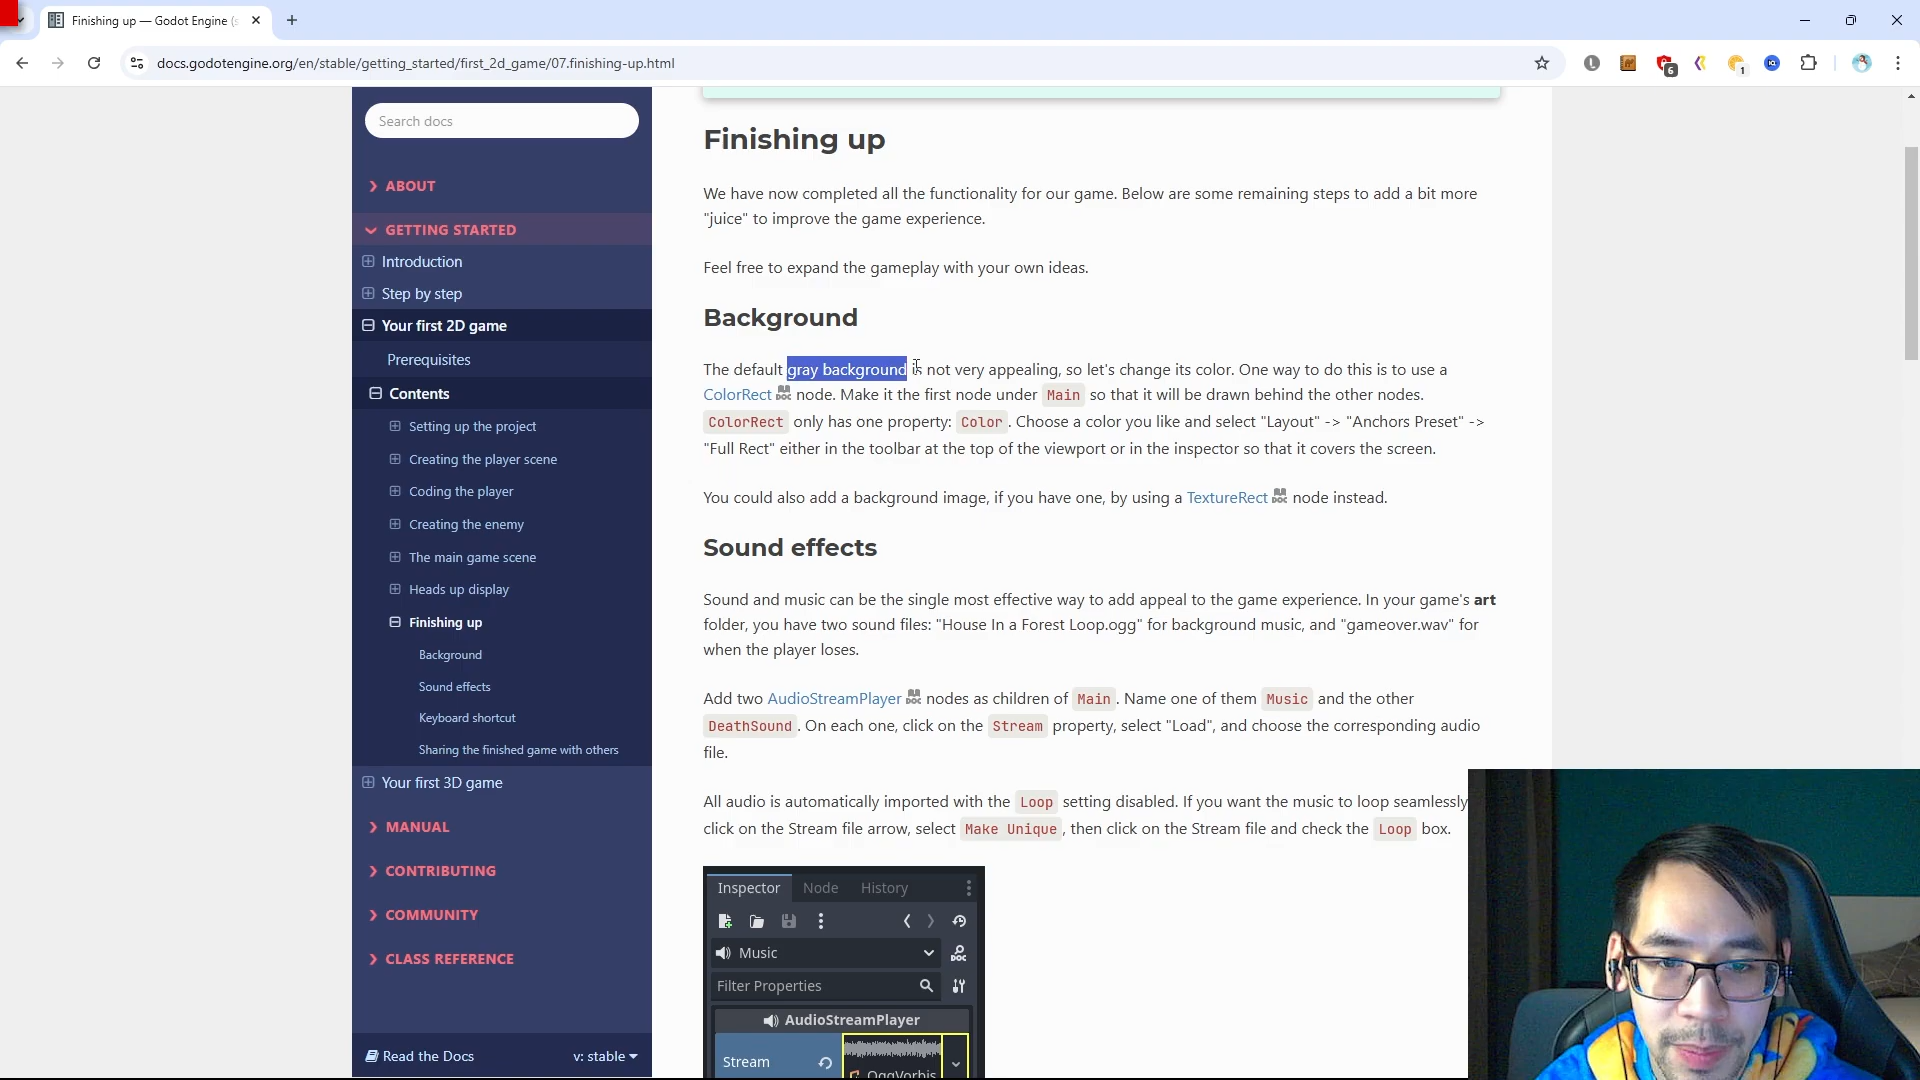 Finishing up — Godot Engine (s
docs.godotengine.org/en/stable/getting_started/first_2d_game/07.finishing-up.html
6
1
Search docs
ABOUT
GETTING STARTED
Introduction
Step by step
Your first 2D game
Prerequisites
Contents
Setting up the project
Creating the player scene
Coding the player
Creating the enemy
The main game scene
Heads up display
Finishing up
Background
Sound effects
Keyboard shortcut
Sharing the finished game with others
Your first 3D game
MANUAL
CONTRIBUTING
COMMUNITY
CLASS REFERENCE
Read the Docs
v: stable
Finishing up
We have now completed all the functionality for our game. Below are some remaining steps to add a bit more
"juice" to improve the game experience.
Feel free to expand the gameplay with your own ideas.
Background
The default gray background is not very appealing, so let's change its color. One way to do this is to use a
ColorRect DOC node. Make it the first node under Main so that it will be drawn behind the other nodes.
ColorRect only has one property: Color. Choose a color you like and select "Layout" -> "Anchors Preset" ->
"Full Rect" either in the toolbar at the top of the viewport or in the inspector so that it covers the screen.
You could also add a background image, if you have one, by using a TextureRect DOC node instead.
Sound effects
Sound and music can be the single most effective way to add appeal to the game experience. In your game's art
folder, you have two sound files: "House In a Forest Loop.ogg" for background music, and "gameover.wav" for
when the player loses.
Add two AudioStreamPlayer DOC nodes as children of Main. Name one of them Music and the other
DeathSound. On each one, click on the Stream property, select "Load", and choose the corresponding audio
file.
All audio is automatically imported with the Loop setting disabled. If you want the music to loop seamlessly
click on the Stream file arrow, select Make Unique, then click on the Stream file and check the Loop box.
Inspector Node History
Music
DOC
Filter Properties
AudioStreamPlayer
Stream
OggVorbis